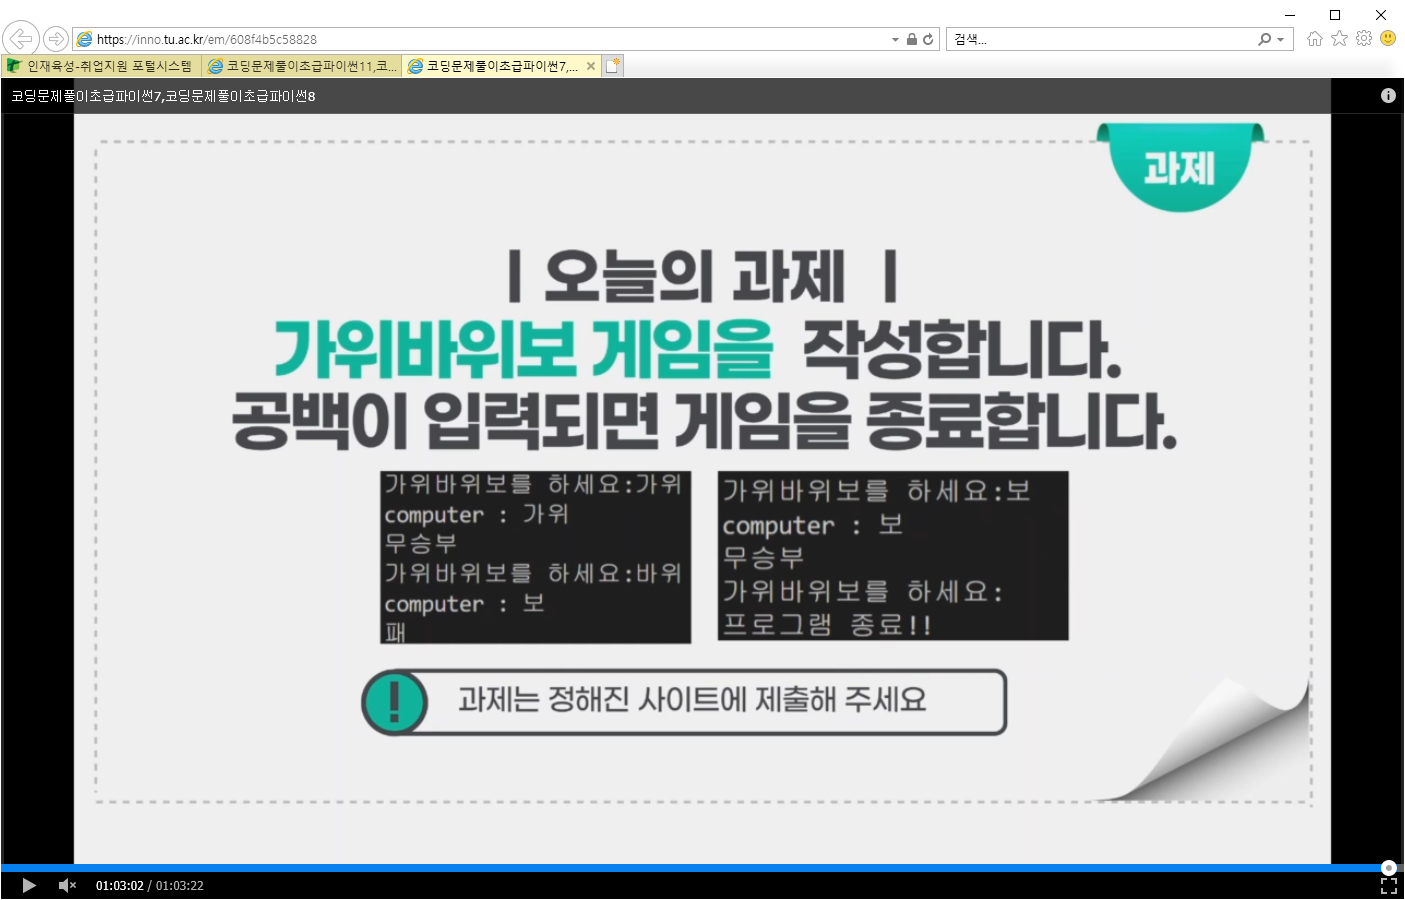 https://inno.tu.ac.kr/em/608f4b5c58828
검색...
인재육성-취업지원 포털시스템
코딩문제풀이초급파이썬11,코...
코딩문제풀이초급파이썬7,...
코딩문제풀이초급파이썬7,코딩문제풀이초급파이썬8
과제
| 오늘의 과제 |
가위바위보 게임을 작성합니다.
공백이 입력되면 게임을 종료합니다.
가위바위보를 하세요:가위
computer : 가위
무승부
가위바위보를 하세요:바위
computer : 보
패
가위바위보를 하세요:보
computer : 보
무승부
가위바위보를 하세요:
프로그램 종료!!
! 과제는 정해진 사이트에 제출해 주세요
01:03:02 / 01:03:22